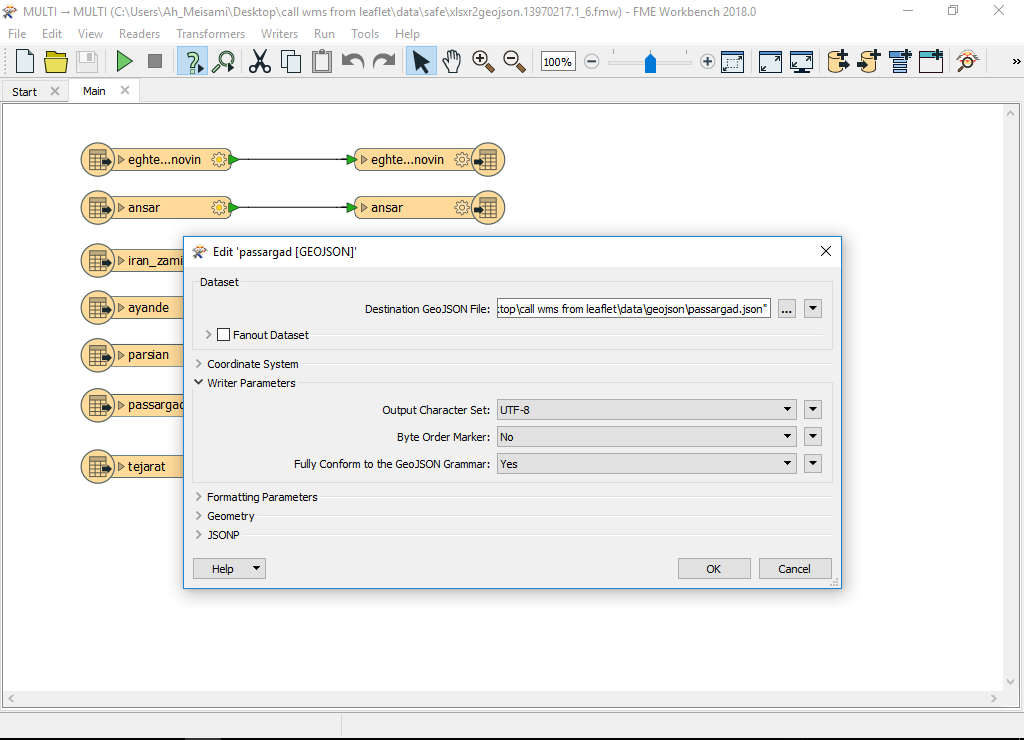 MULTI → MULTI (C:\Users\Ah_Meisami\Desktop\call wms from leaflet\data\safe\xlsxr2geojson.13970217.1_6.fmw) - FME Workbench 2018.0
File Edit View Readers Transformers Writers Run Tools Help
100%
Start Main
eghte...novin eghte...novin
ansar ansar
iran_zami
ayande
parsian
passargad
tejarat
Edit 'passargad [GEOJSON]'
Dataset
Destination GeoJSON File: :top\call wms from leaflet\data\geojson\passargad.json" ...
Fanout Dataset
Coordinate System
Writer Parameters
Output Character Set: UTF-8
Byte Order Marker: No
Fully Conform to the GeoJSON Grammar: Yes
Formatting Parameters
Geometry
JSONP
Help OK Cancel